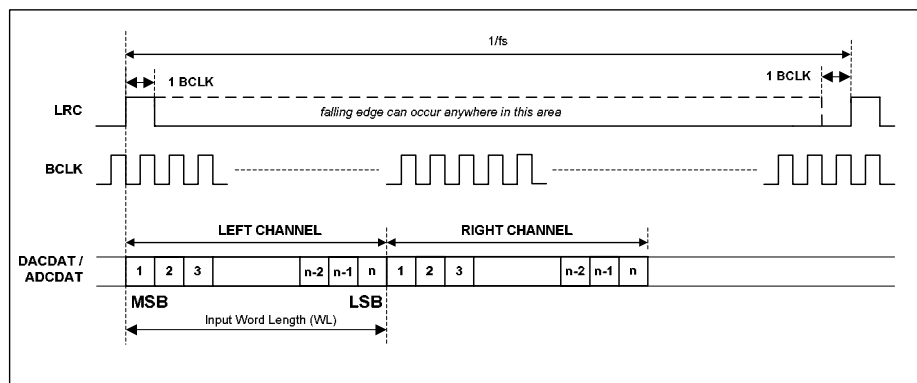 1/fs
1 BCLK
1 BCLK
LRC
falling edge can occur anywhere in this area
BCLK
LEFT CHANNEL
RIGHT CHANNEL
DACDAT /
ADCDAT
1 2 3 n-2 n-1 n 1 2 3 n-2 n-1 n
MSB LSB
Input Word Length (WL)